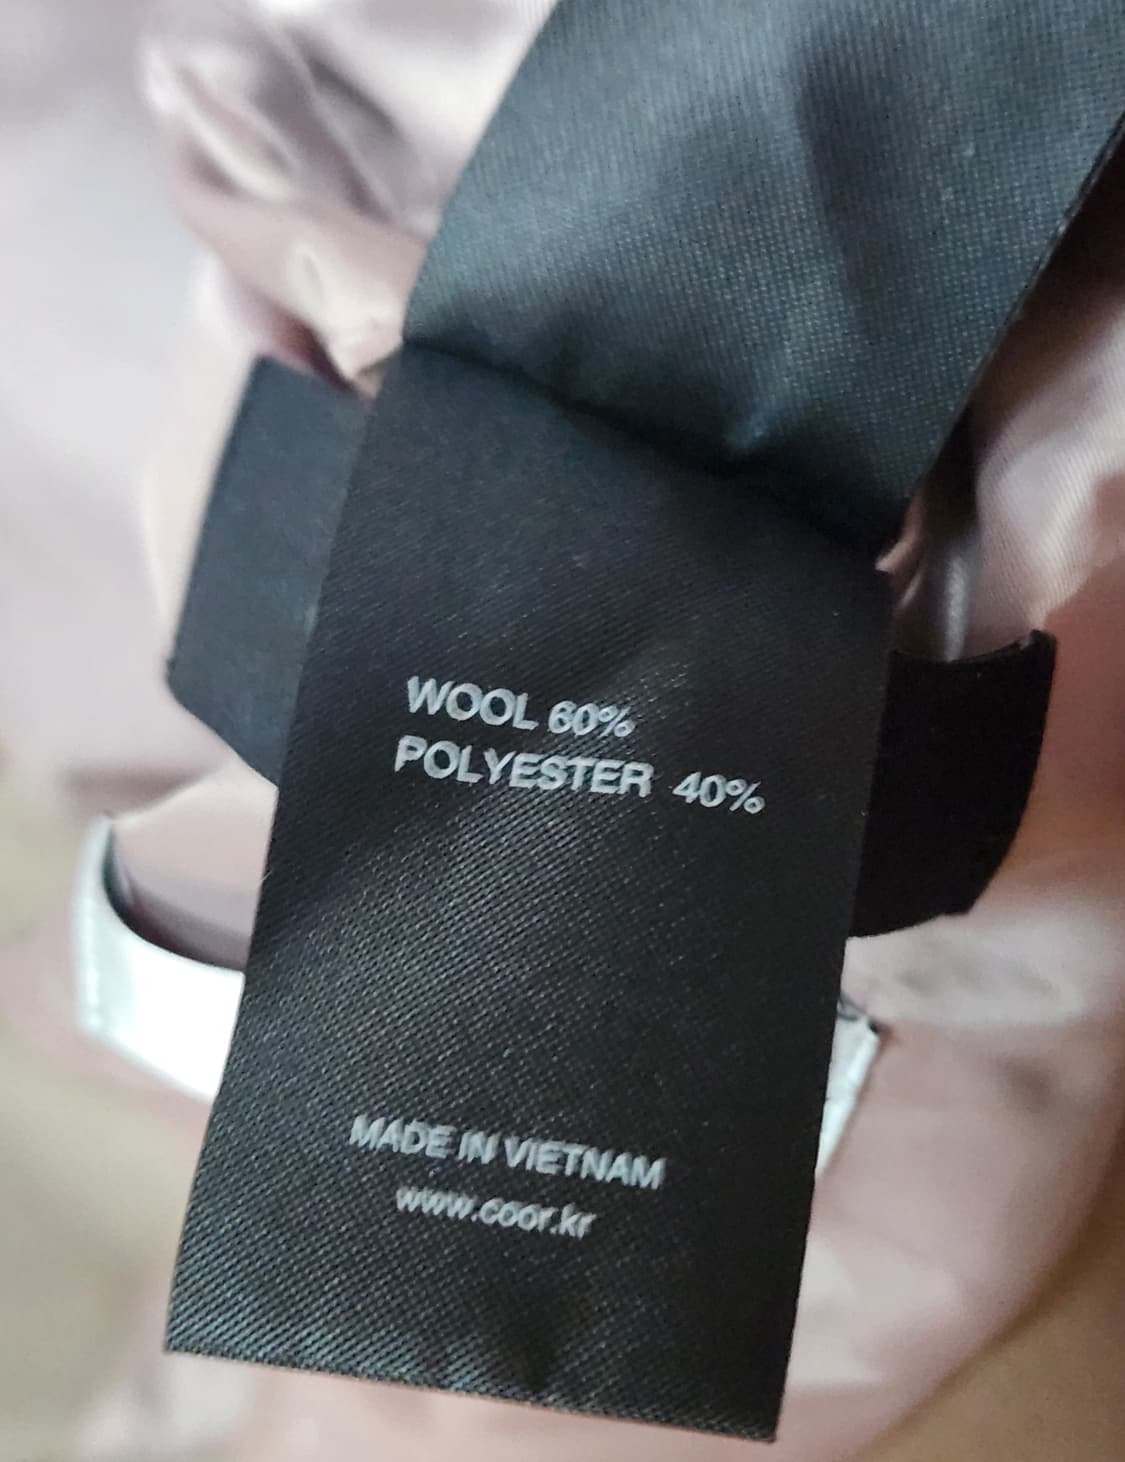 WOOL 60%
POLYESTER 40%
MADE IN VIETNAM
www.coor.kr